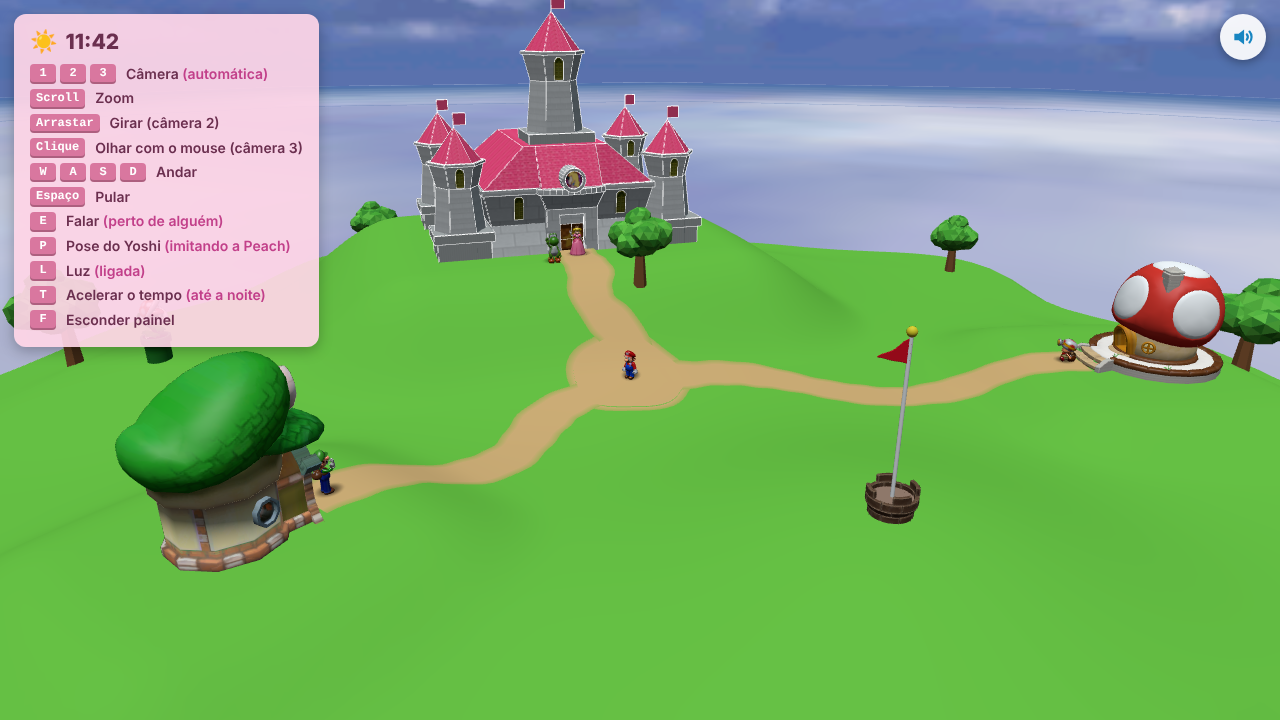 11:42
1 2 3 Câmera (automática)
Scroll Zoom
Arrastar Girar (câmera 2)
Clique Olhar com o mouse (câmera 3)
W A S D Andar
Espaço Pular
E Falar (perto de alguém)
P Pose do Yoshi (imitando a Peach)
L Luz (ligada)
T Acelerar o tempo (até a noite)
F Esconder painel